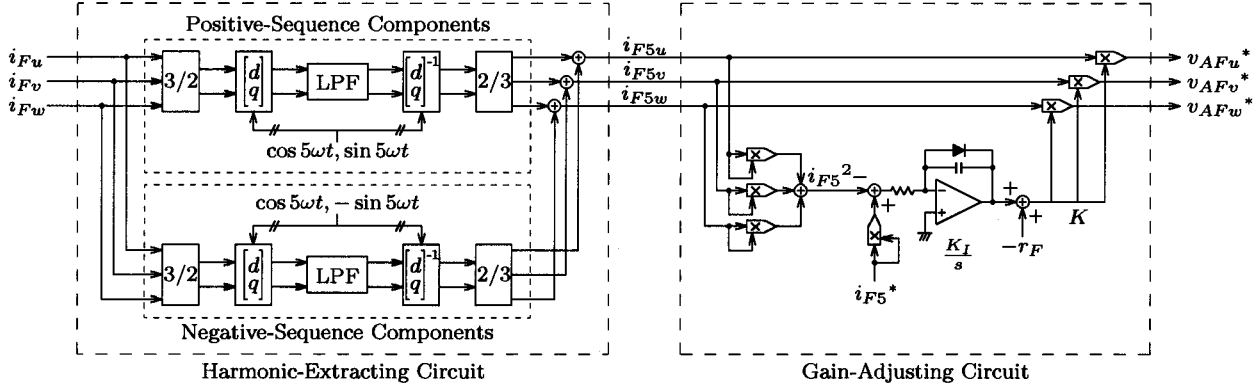 Positive-Sequence Components
i_Fu
i_Fv
i_Fw
3/2
[d q]
LPF
[d q]^-1
2/3
cos 5ωt, sin 5ωt
cos 5ωt, − sin 5ωt
3/2
[d q]
LPF
[d q]^-1
2/3
Negative-Sequence Components
Harmonic-Extracting Circuit
i_F5u
i_F5v
i_F5w
i_F5^2
−
+
i_F5*
−
+
K_I/s
+
+
−r_F
K
v_AFu*
v_AFv*
v_AFw*
Gain-Adjusting Circuit